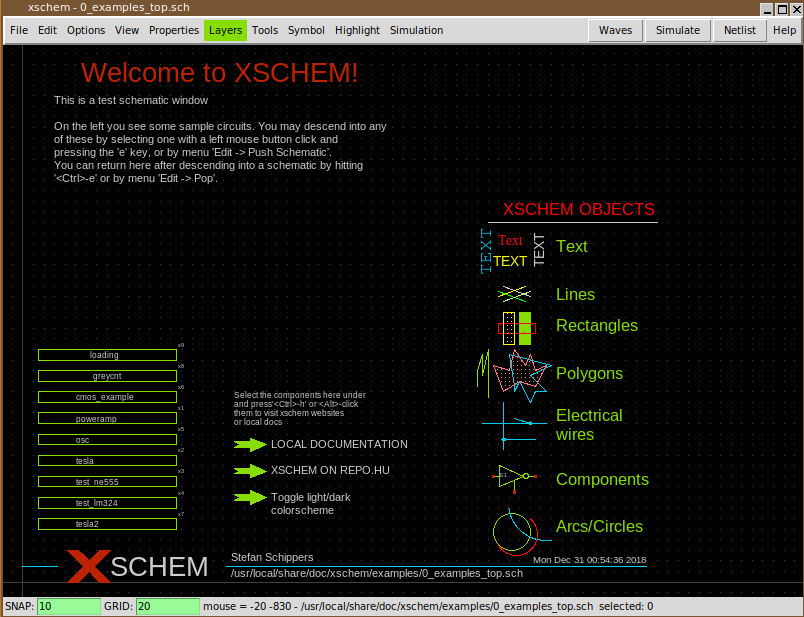 xschem - 0_examples_top.sch
File Edit Options View Properties Layers Tools Symbol Highlight Simulation Waves Simulate Netlist Help
Welcome to XSCHEM!
This is a test schematic window
On the left you see some sample circuits. You may descend into any
of these by selecting one with a left mouse button click and
pressing the 'e' key, or by menu 'Edit -> Push Schematic'.
You can return here after descending into a schematic by hitting
'<Ctrl>-e' or by menu 'Edit -> Pop'.
XSCHEM OBJECTS
TEXT Text TEXT TEXT Text
Lines
Rectangles
Polygons
Electrical
wires
Components
Arcs/Circles
x9
loading
x8
greycnt
x6
cmos_example
x1
poweramp
x5
osc
x2
tesla
x3
test_ne555
x4
test_lm324
x7
tesla2
Select the components here under
and press'<Ctrl>-h' or <Alt>-click
them to visit xschem websites
or local docs
LOCAL DOCUMENTATION
XSCHEM ON REPO.HU
Toggle light/dark
colorscheme
XSCHEM
Stefan Schippers
Mon Dec 31 00:54:36 2018
/usr/local/share/doc/xschem/examples/0_examples_top.sch
SNAP: 10 GRID: 20 mouse = -20 -830 - /usr/local/share/doc/xschem/examples/0_examples_top.sch selected: 0